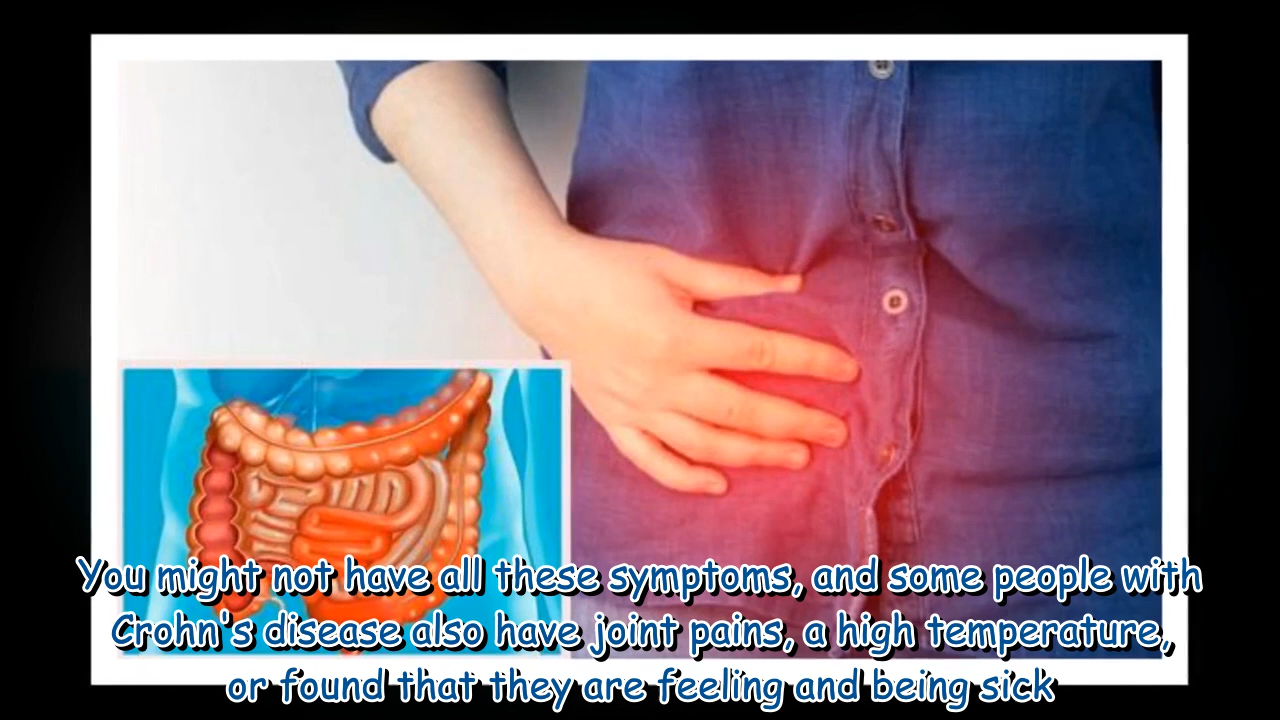 You might not have all these symptoms, and some people with
Crohn's disease also have joint pains, a high temperature,
or found that they are feeling and being sick